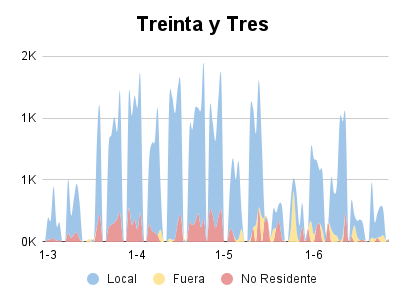 Treinta y Tres
2K
1K
1K
0K
1-3 1-4 1-5 1-6
Local Fuera No Residente